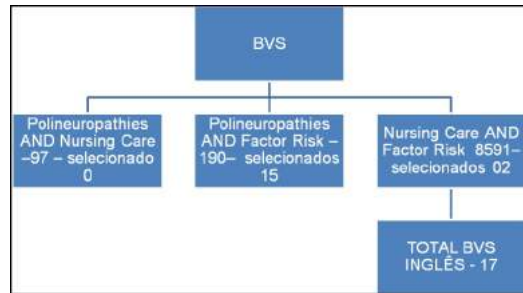 BVS
Polineuropathies
AND Nursing Care
–97 – selecionado
0
Polineuropathies
AND Factor Risk –
190– selecionados
15
Nursing Care AND
Factor Risk 8591–
selecionados 02
TOTAL BVS
INGLÊS - 17